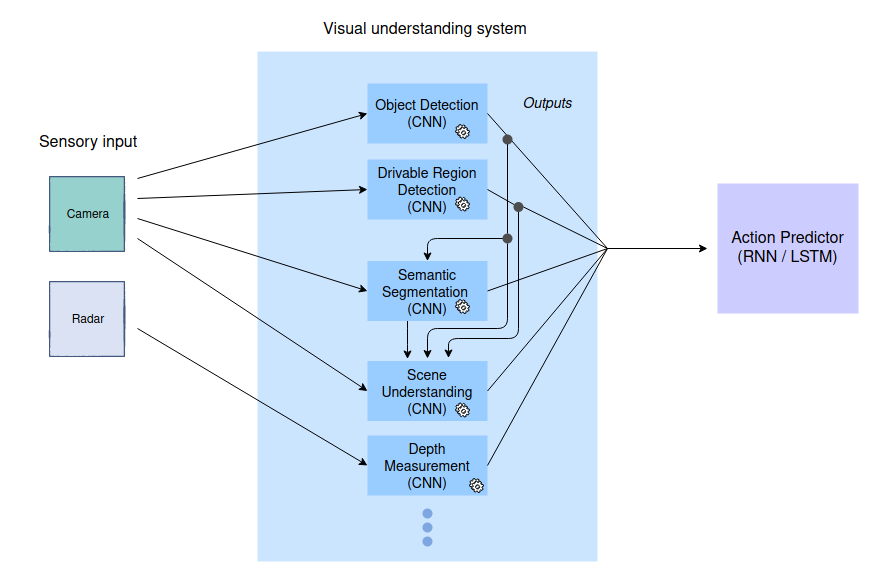 Visual understanding system
Sensory input
Camera
Radar
Object Detection
(CNN)
Outputs
Drivable Region
Detection
(CNN)
Semantic
Segmentation
(CNN)
Scene
Understanding
(CNN)
Depth
Measurement
(CNN)
Action Predictor
(RNN / LSTM)